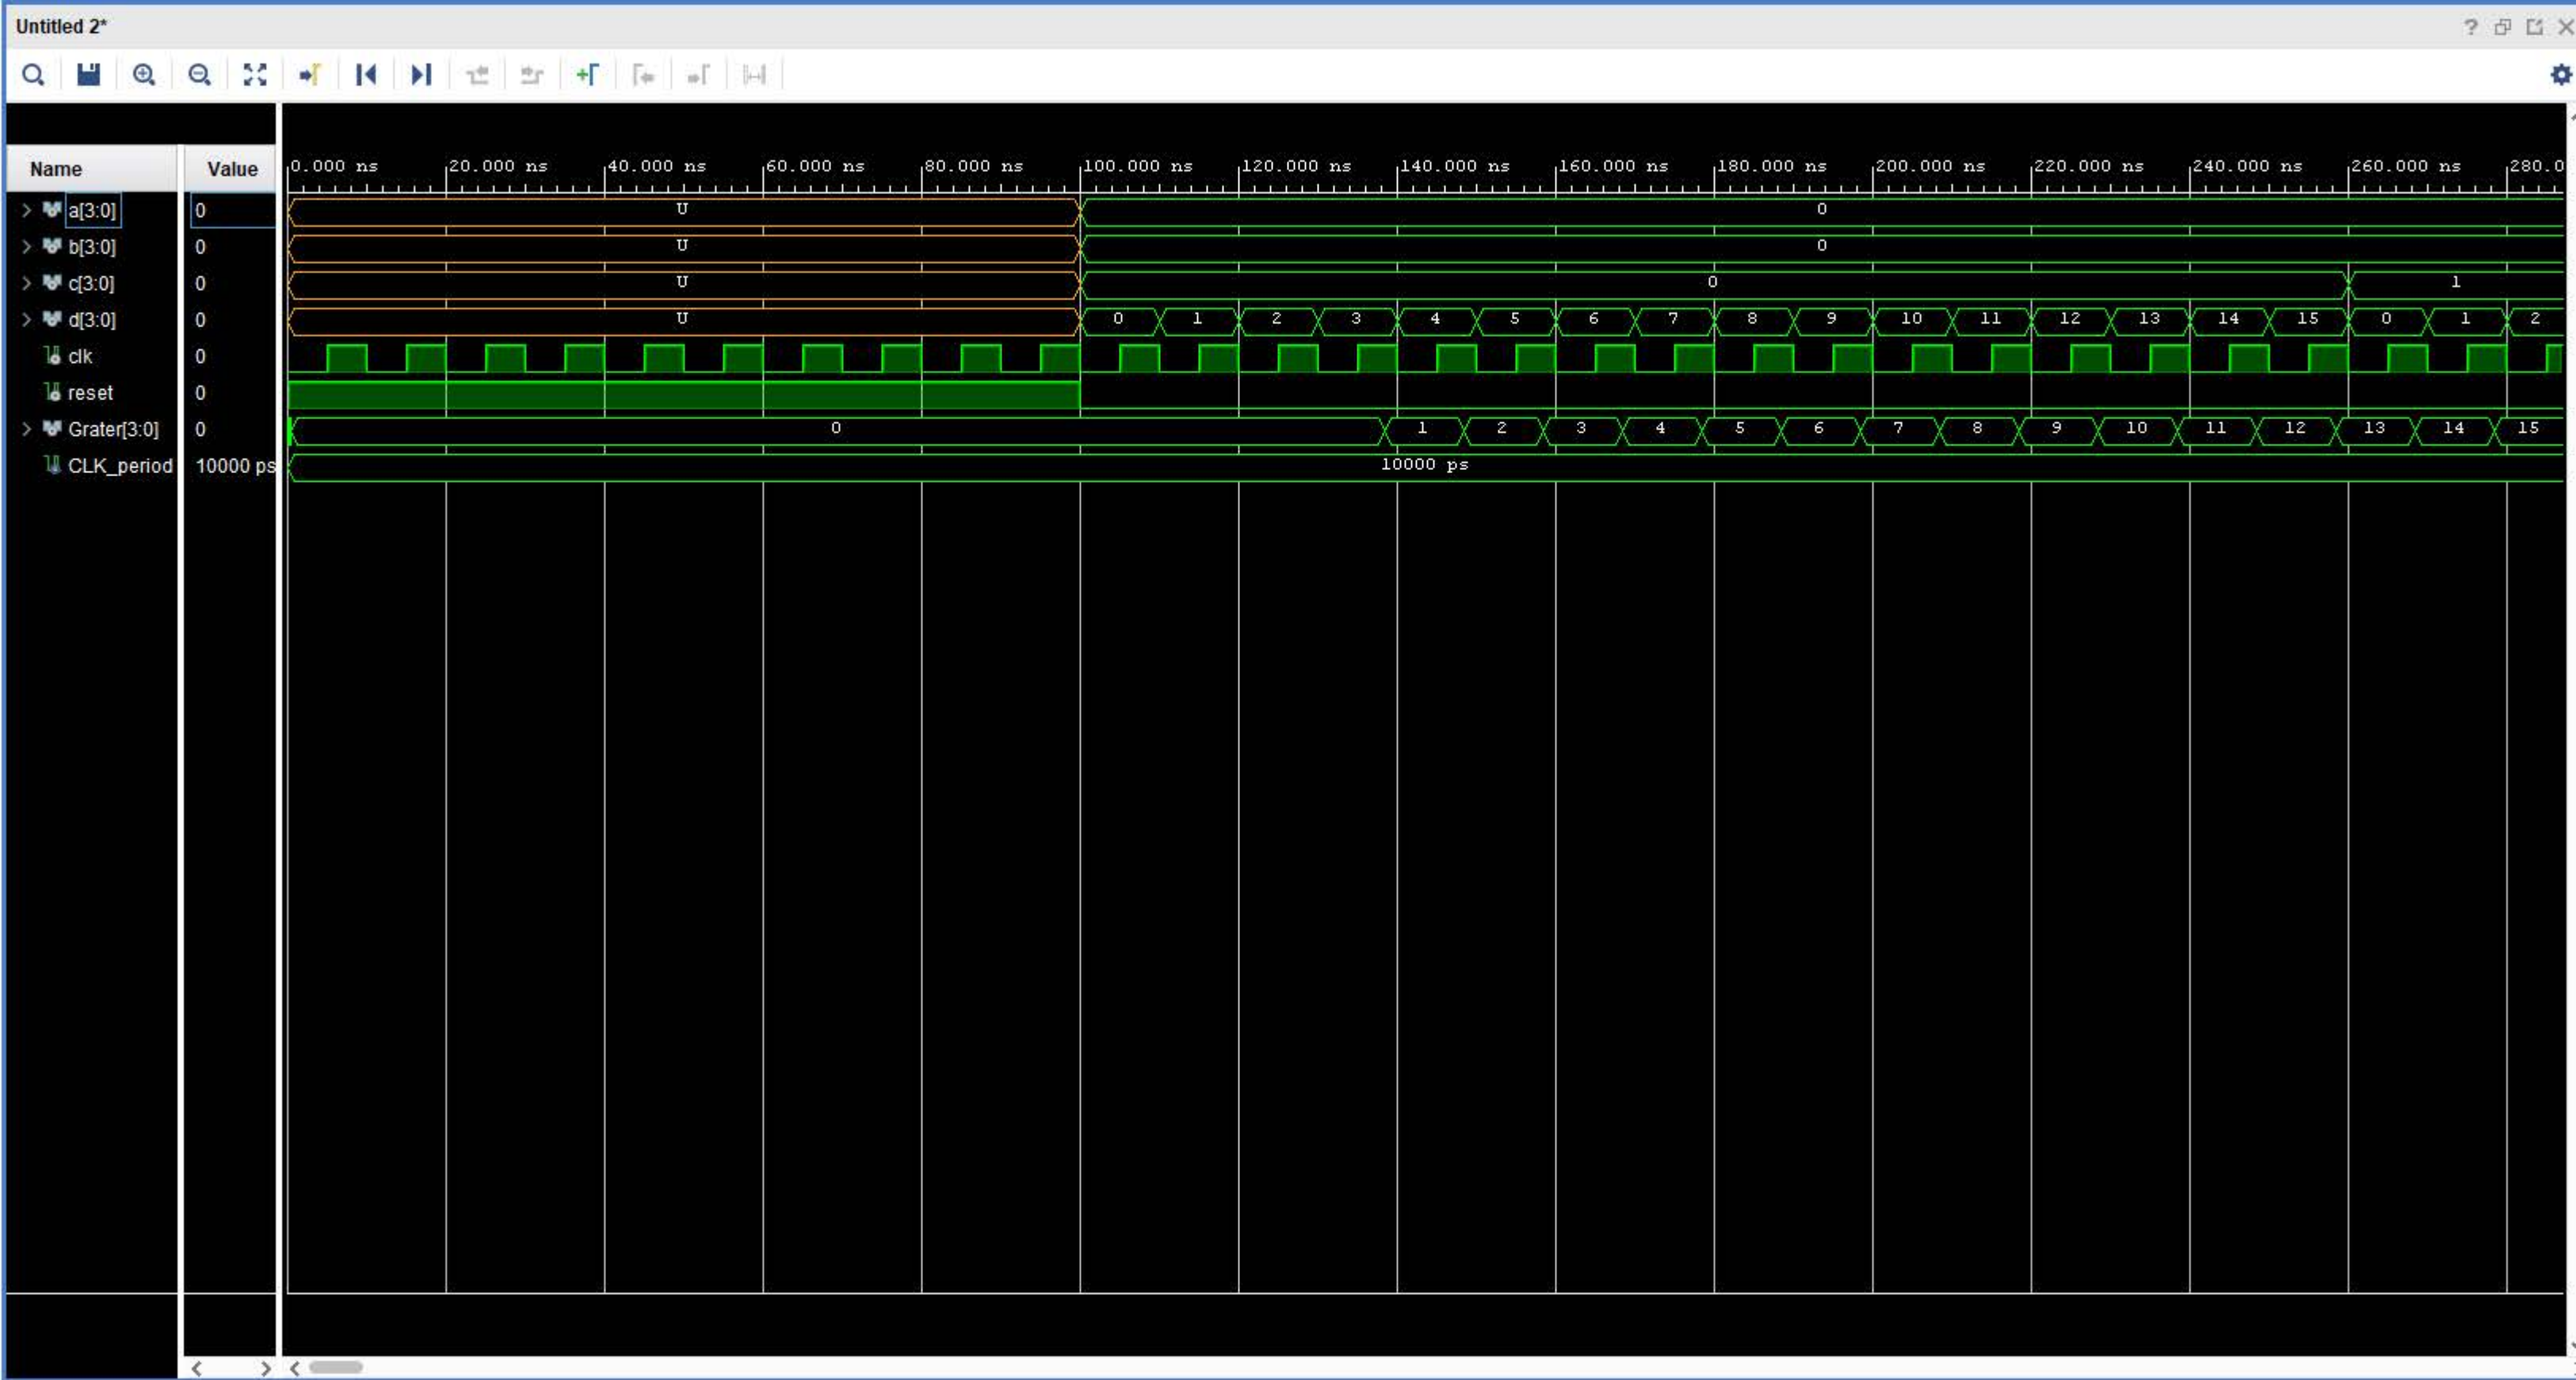 Untitled 2*
Name Value 0.000 ns 20.000 ns 40.000 ns 60.000 ns 80.000 ns 100.000 ns 120.000 ns 140.000 ns 160.000 ns 180.000 ns 200.000 ns 220.000 ns 240.000 ns 260.000 ns 280.0
a[3:0] 0 U 0
b[3:0] 0 U 0
c[3:0] 0 U 0 1
d[3:0] 0 U 0 1 2 3 4 5 6 7 8 9 10 11 12 13 14 15 0 1 2
clk 0
reset 0
Grater[3:0] 0 0 1 2 3 4 5 6 7 8 9 10 11 12 13 14 15
CLK_period 10000 ps 10000 ps